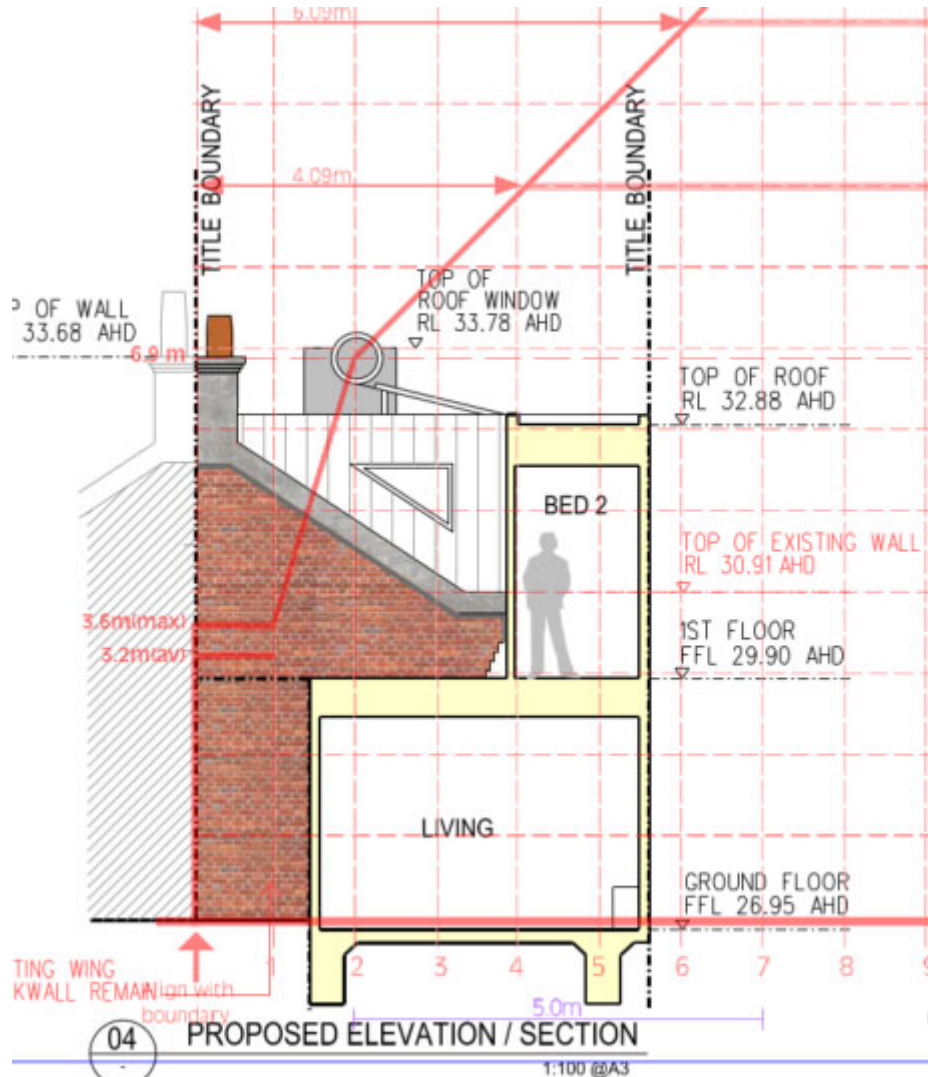 6.09m
TITLE BOUNDARY
TITLE BOUNDARY
4.09m
TOP OF
ROOF WINDOW
RL 33.78 AHD
P OF WALL
33.68 AHD
6.9 m
TOP OF ROOF
RL 32.88 AHD
BED 2
TOP OF EXISTING WALL
RL 30.91 AHD
3.6m(max)
3.2m(av)
1ST FLOOR
FFL 29.90 AHD
LIVING
GROUND FLOOR
FFL 26.95 AHD
1 2 3 4 5 6 7 8 9
TING WING
KWALL REMAIN
Align with
boundary
5.0m
04
-
PROPOSED ELEVATION / SECTION
1:100 @A3